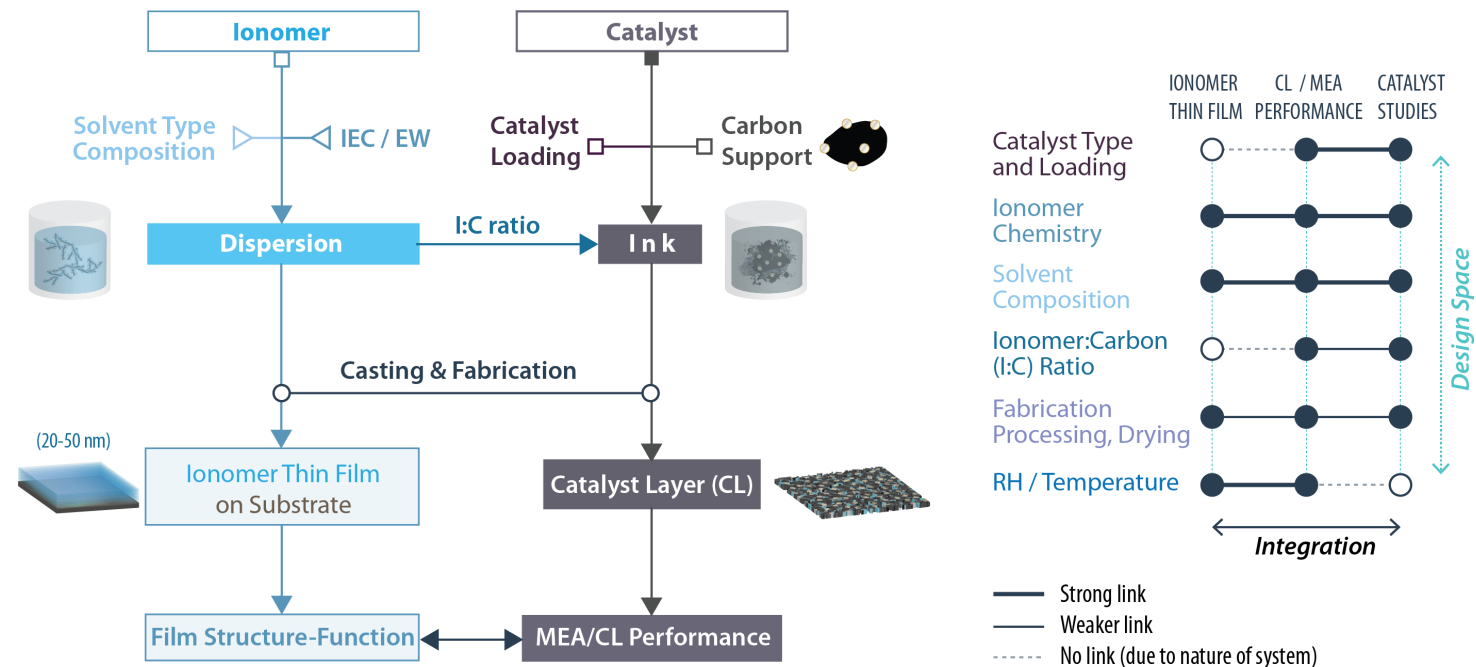 Ionomer
Catalyst
Solvent Type
Composition
IEC / EW
Catalyst
Loading
Carbon
Support
Dispersion
I:C ratio
Ink
Casting & Fabrication
(20-50 nm)
Ionomer Thin Film
on Substrate
Catalyst Layer (CL)
Film Structure-Function
MEA/CL Performance
IONOMER
THIN FILM
CL / MEA
PERFORMANCE
CATALYST
STUDIES
Catalyst Type
and Loading
Ionomer
Chemistry
Solvent
Composition
Ionomer:Carbon
(I:C) Ratio
Fabrication
Processing, Drying
RH / Temperature
Design Space
Integration
Strong link
Weaker link
No link (due to nature of system)